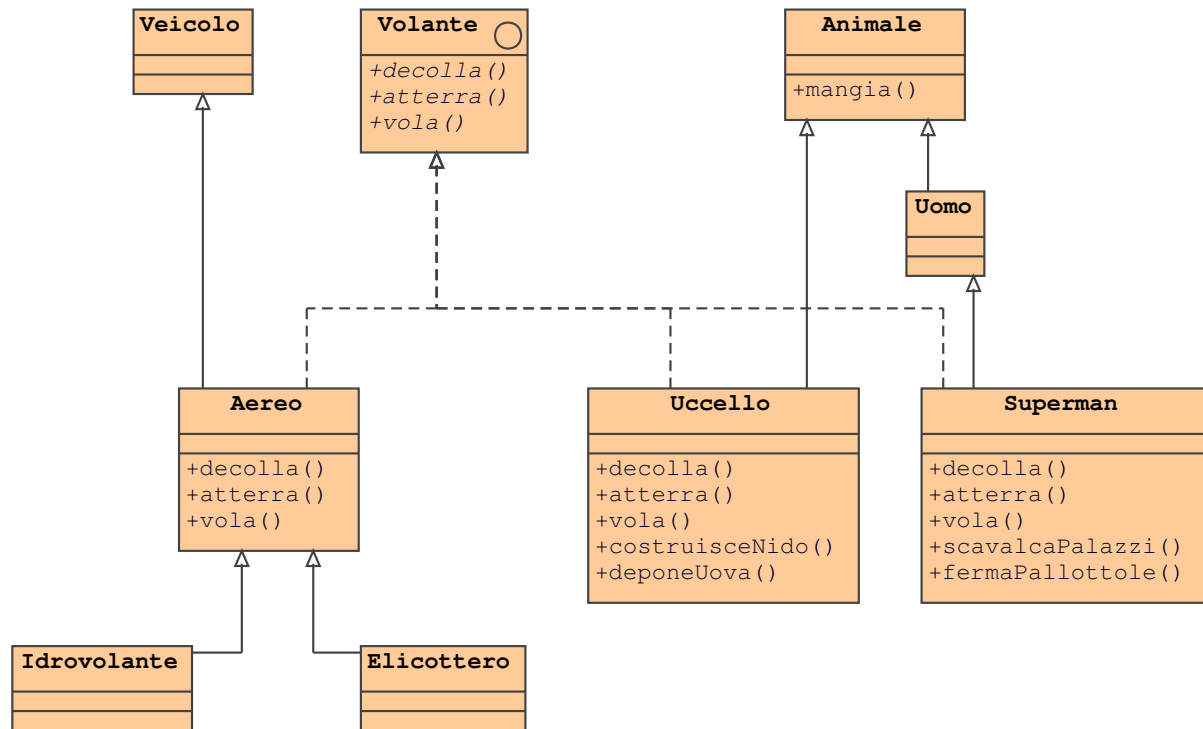 Veicolo
Volante
+decolla()
+atterra()
+vola()
Animale
+mangia()
Uomo
Aereo
+decolla()
+atterra()
+vola()
Uccello
+decolla()
+atterra()
+vola()
+costruisceNido()
+deponeUova()
Superman
+decolla()
+atterra()
+vola()
+scavalcaPalazzi()
+fermaPallottole()
Idrovolante
Elicottero